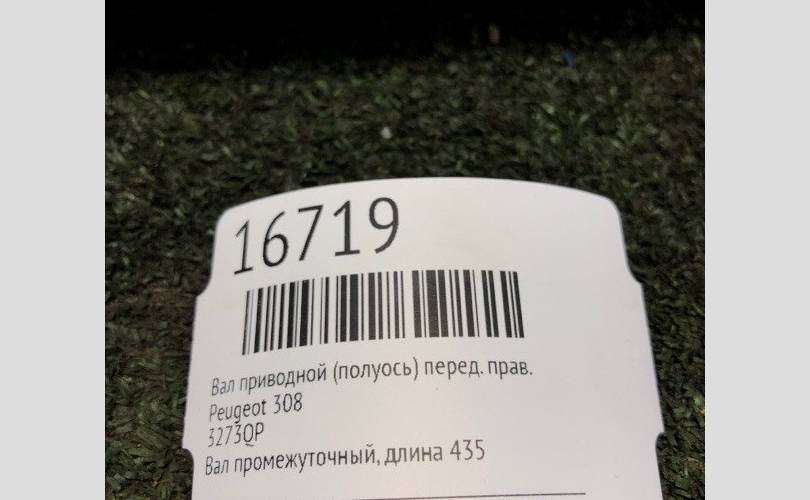 16719
Вал приводной (полуось) перед. прав.
Peugeot 308
3273QP
Вал промежуточный, длина 435